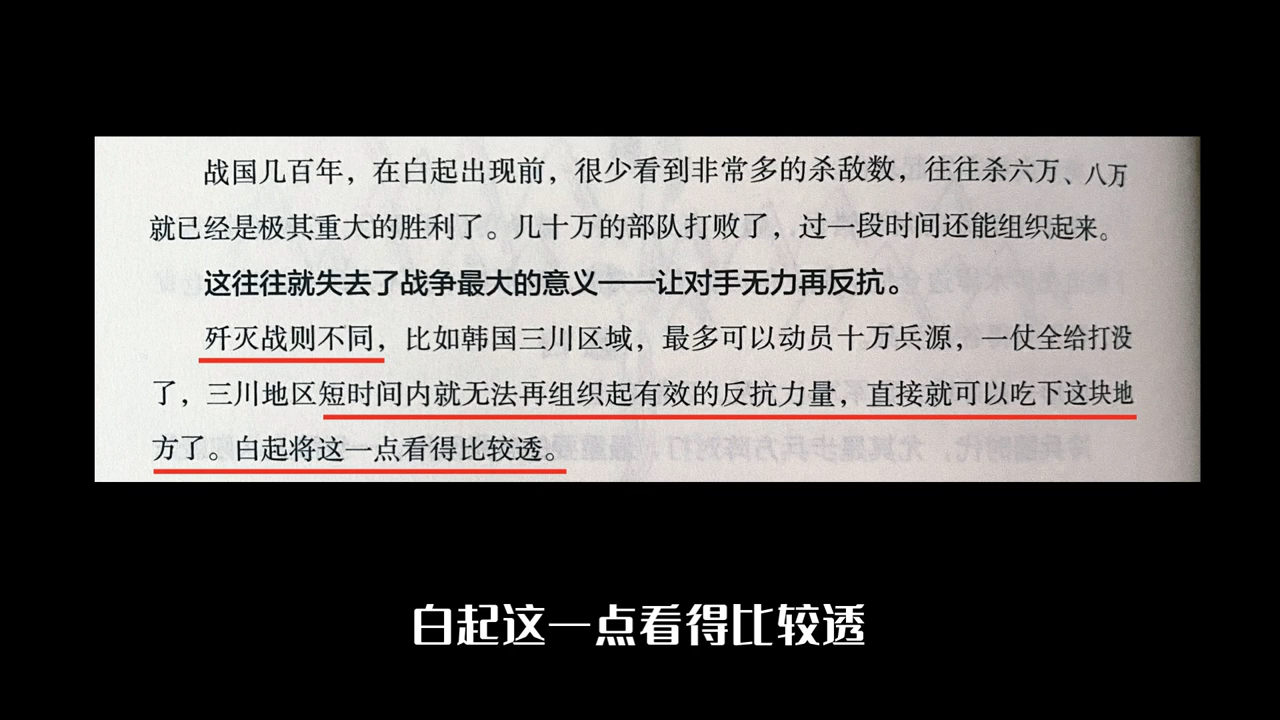 战国几百年，在白起出现前，很少看到非常多的杀敌数，往往杀六万、八万
就已经是极其重大的胜利了。几十万的部队打败了，过一段时间还能组织起来。
这往往就失去了战争最大的意义——让对手无力再反抗。
歼灭战则不同，比如韩国三川区域，最多可以动员十万兵源，一仗全给打没
了，三川地区短时间内就无法再组织起有效的反抗力量，直接就可以吃下这块地
方了。白起将这一点看得比较透。
白起这一点看得比较透